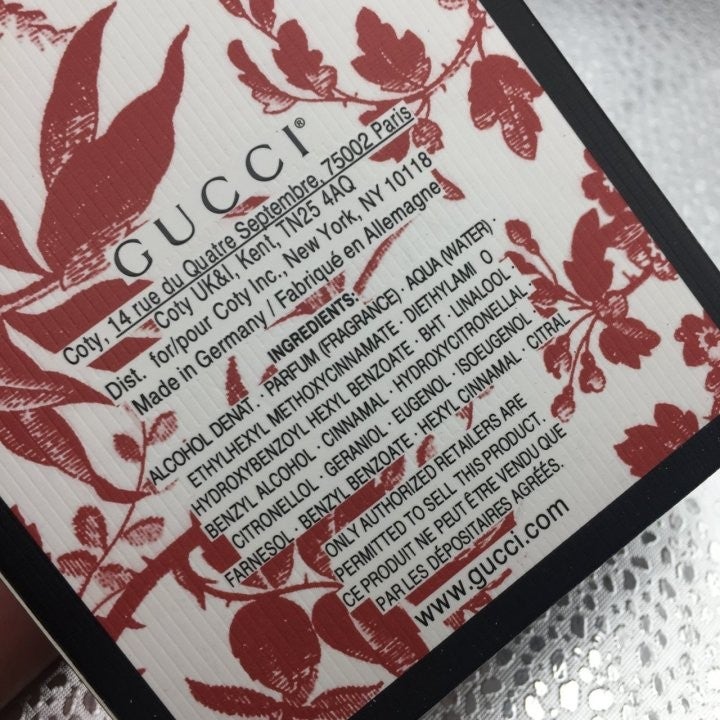 GUCCI®
Coty, 14 rue du Quatre Septembre, 75002 Paris
Coty UK&I, Kent, TN25 4AQ
Dist. for/pour Coty Inc., New York, NY 10118
Made in Germany / Fabriqué en Allemagne
INGREDIENTS:
ALCOHOL DENAT · PARFUM (FRAGRANCE) · AQUA (WATER) ·
ETHYLHEXYL METHOXYCINNAMATE · DIETHYLAMI O
HYDROXYBENZOYL HEXYL BENZOATE · BHT · LINALOOL ·
BENZYL ALCOHOL · CINNAMAL · HYDROXYCITRONELLAL ·
CITRONELLOL · GERANIOL · EUGENOL · ISOEUGENOL ·
FARNESOL · BENZYL BENZOATE · HEXYL CINNAMAL · CITRAL
ONLY AUTHORIZED RETAILERS ARE
PERMITTED TO SELL THIS PRODUCT.
CE PRODUIT NE PEUT ÊTRE VENDU QUE
PAR LES DÉPOSITAIRES AGRÉÉS.
www.gucci.com